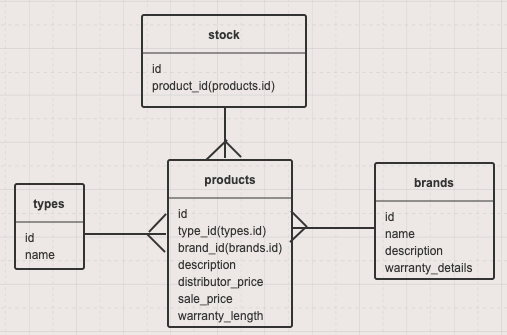 stock
id
product_id(products.id)
types
id
name
products
id
type_id(types.id)
brand_id(brands.id)
description
distributor_price
sale_price
warranty_length
brands
id
name
description
warranty_details